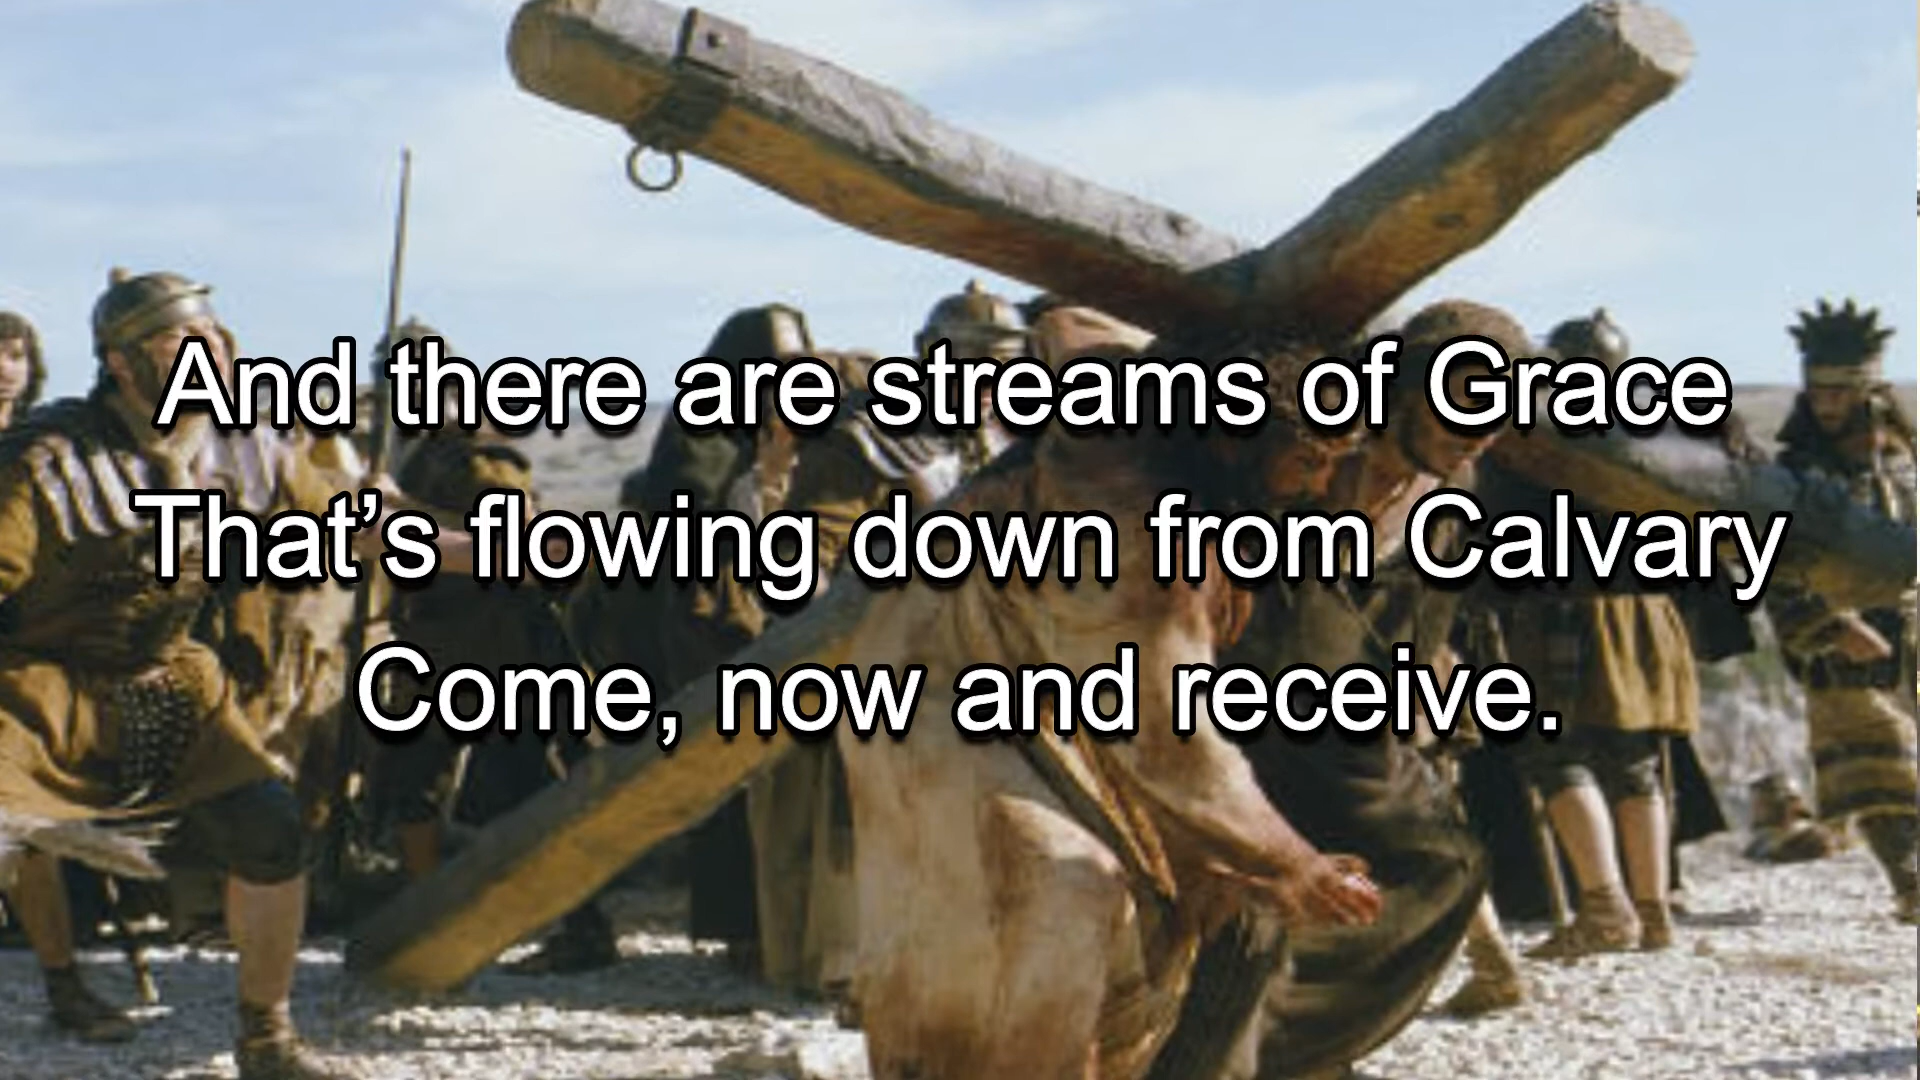 And there are streams of Grace
That’s flowing down from Calvary
Come, now and receive.